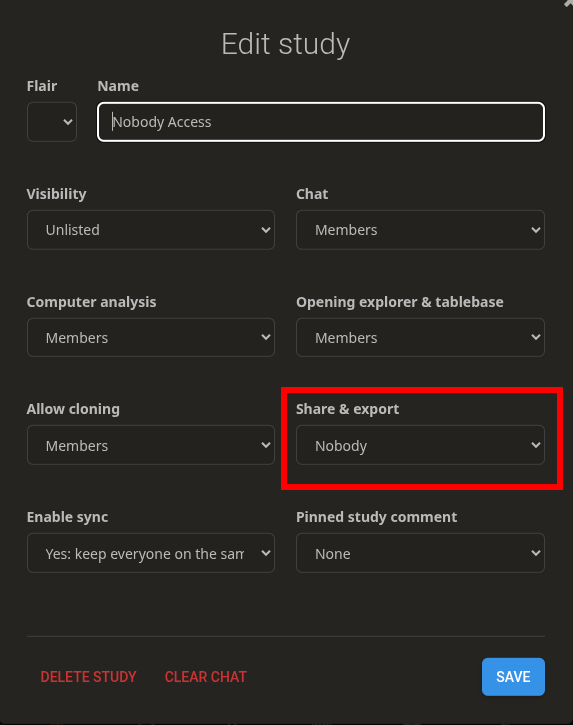 Edit study
Flair
Name
Nobody Access
Visibility
Chat
Unlisted
Members
Computer analysis
Opening explorer & tablebase
Members
Members
Allow cloning
Share & export
Members
Nobody
Enable sync
Pinned study comment
Yes: keep everyone on the sam
None
DELETE STUDY
CLEAR CHAT
SAVE